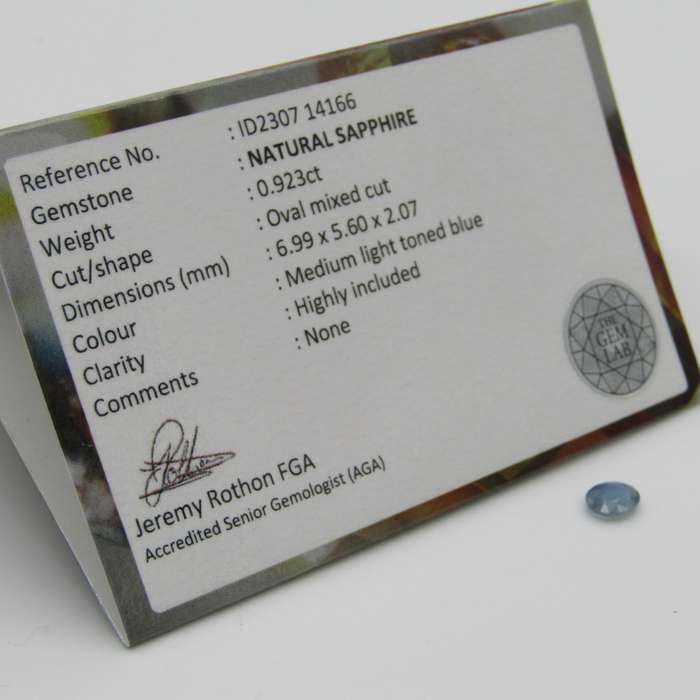 Reference No. : ID2307 14166
Gemstone : NATURAL SAPPHIRE
Weight : 0.923ct
Cut/shape : Oval mixed cut
Dimensions (mm) : 6.99 x 5.60 x 2.07
Colour : Medium light toned blue
Clarity : Highly included
Comments : None
THE
GEM
LAB
Jeremy Rothon FGA
Accredited Senior Gemologist (AGA)